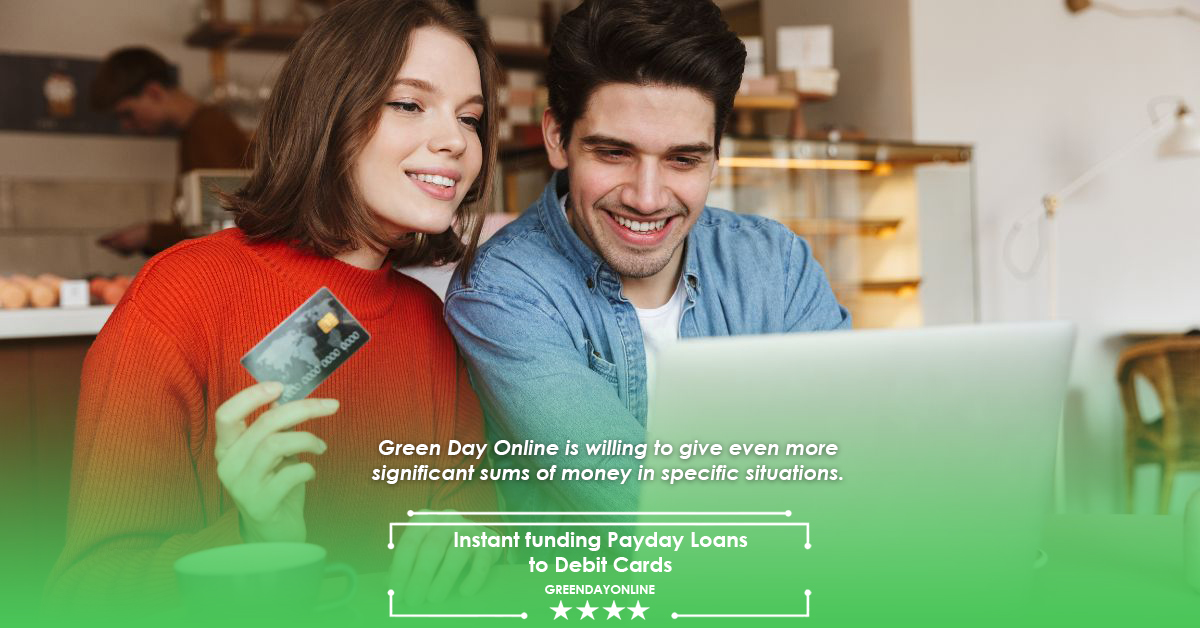 Green Day Online is willing to give even more
significant sums of money in specific situations.
Instant funding Payday Loans
to Debit Cards
GREENDAYONLINE